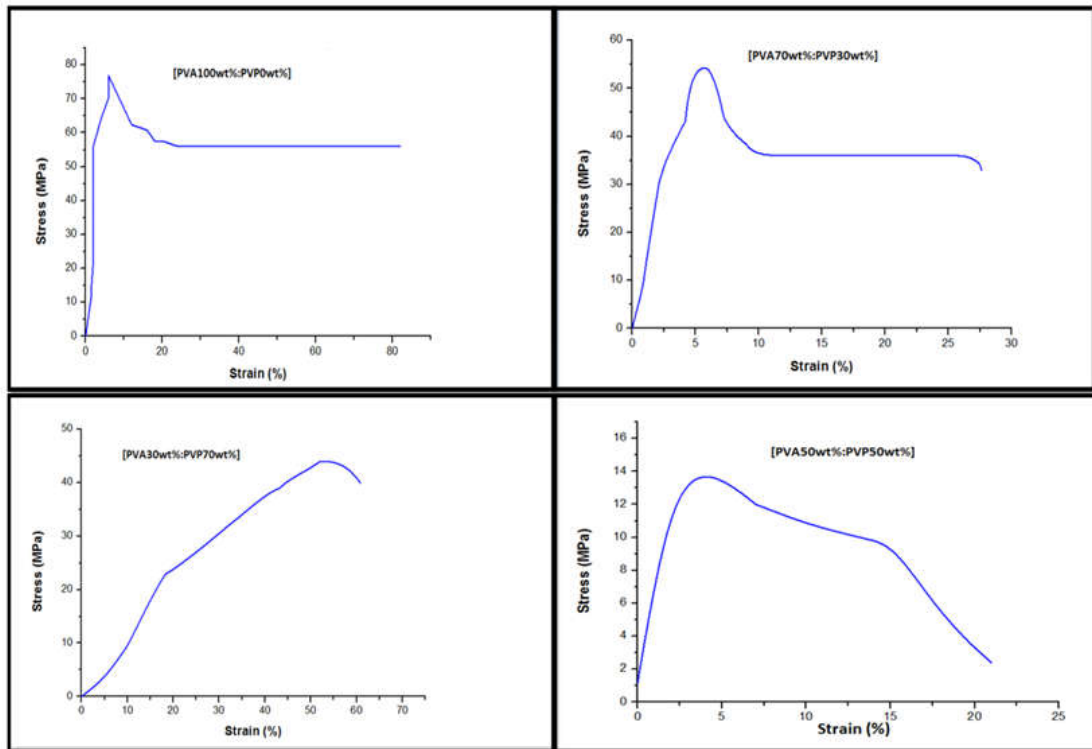 [PVA100wt%:PVP0wt%]
80
70
60
50
40
30
20
10
0
Stress (MPa)
0 20 40 60 80
Strain (%)
[PVA70wt%:PVP30wt%]
60
50
40
30
20
10
0
Stress (MPa)
0 5 10 15 20 25 30
Strain (%)
[PVA30wt%:PVP70wt%]
50
40
30
20
10
0
Stress (MPa)
0 10 20 30 40 50 60 70
Strain (%)
[PVA50wt%:PVP50wt%]
16
14
12
10
8
6
4
2
0
Stress (MPa)
0 5 10 15 20 25
Strain (%)